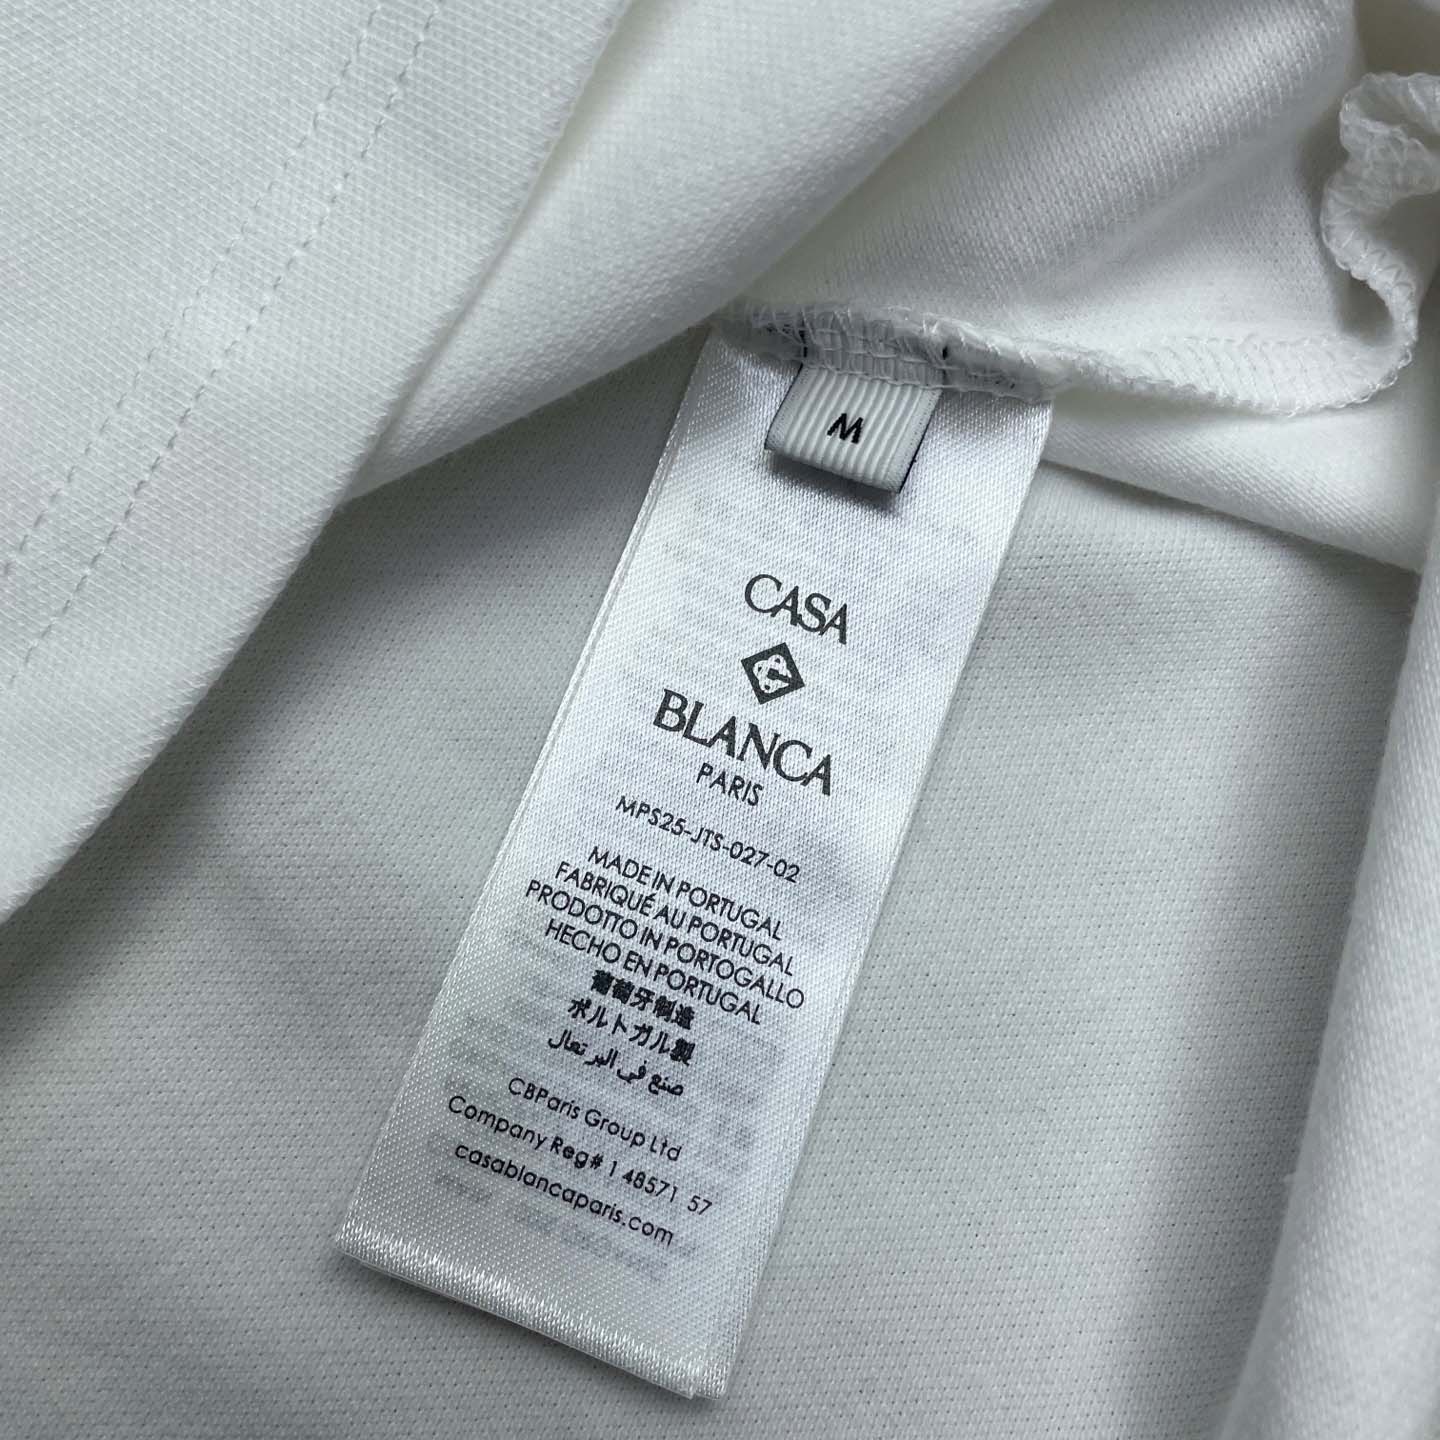 M
CASA
BLANCA
PARIS
MPS25-JTS-027-02
MADE IN PORTUGAL
FABRIQUÉ AU PORTUGAL
PRODOTTO IN PORTOGALLO
HECHO EN PORTUGAL
葡萄牙制造
ポルトガル製
صنع في البرتغال
CBParis Group Ltd
Company Reg# 148571 57
casablancaparis.com